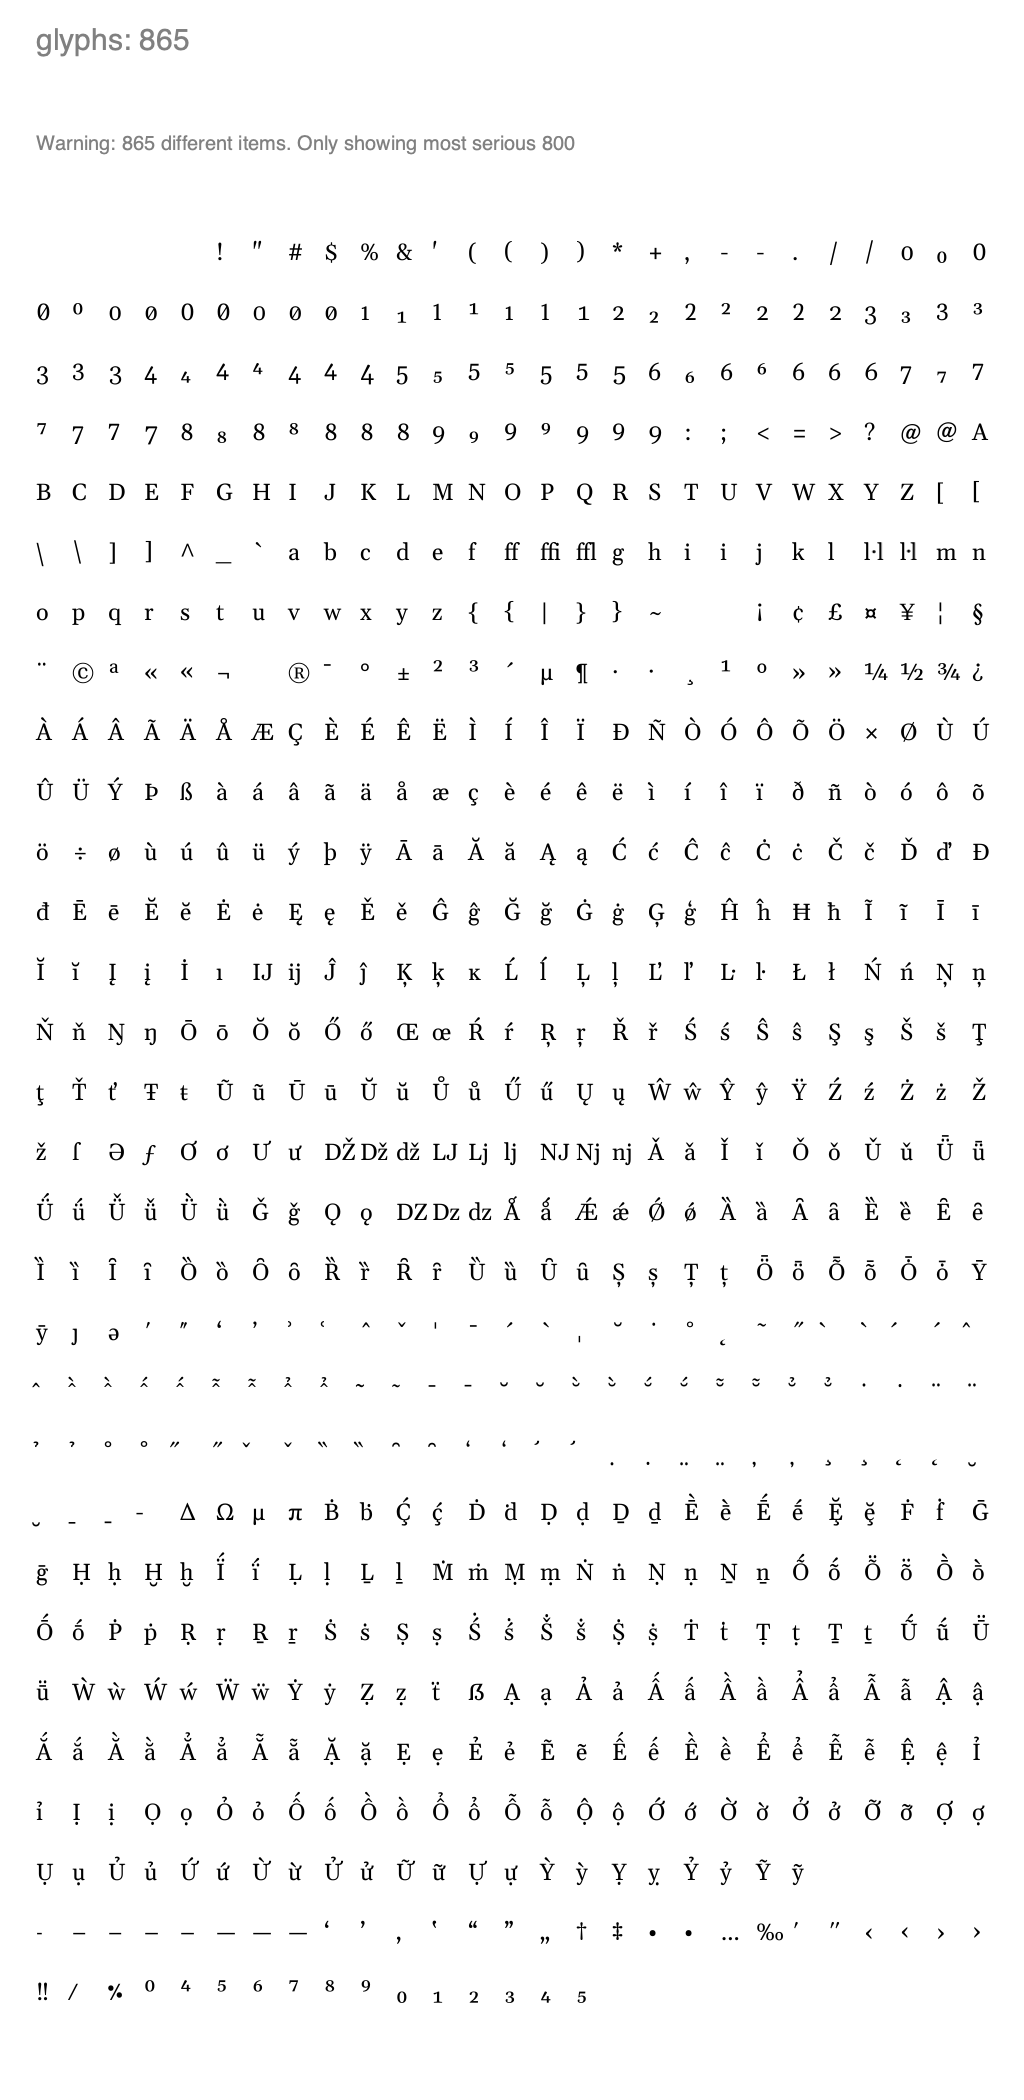 glyphs: 865
Warning: 865 different items. Only showing most serious 800
! " # $ % & ' ( ( ) ) * + , - - . / / 0 ₀ 0
0 ⁰ 0 0 0 0 0 0 0 1 ₁ 1 ¹ 1 1 1 2 ₂ 2 ² 2 2 2 3 ₃ 3 ³
3 3 3 4 ₄ 4 ⁴ 4 4 4 5 ₅ 5 ⁵ 5 5 5 6 ₆ 6 ⁶ 6 6 6 7 ₇ 7
⁷ 7 7 7 8 ₈ 8 ⁸ 8 8 8 9 ₉ 9 ⁹ 9 9 9 : ; < = > ? @ @ A
B C D E F G H I J K L M N O P Q R S T U V W X Y Z [ [
\ \ ] ] ^ _ ` a b c d e f ff ffi ffl g h i i j k l l·l l·l m n
o p q r s t u v w x y z { { | } } ~ ¡ ¢ £ ¤ ¥ ¦ §
¨ © ª « « ¬ ® ¯ ° ± ² ³ ´ µ ¶ · · ¸ ¹ º » » ¼ ½ ¾ ¿
À Á Â Ã Ä Å Æ Ç È É Ê Ë Ì Í Î Ï Ð Ñ Ò Ó Ô Õ Ö × Ø Ù Ú
Û Ü Ý Þ ß à á â ã ä å æ ç è é ê ë ì í î ï ð ñ ò ó ô õ
ö ÷ ø ù ú û ü ý þ ÿ Ā ā Ă ă Ą ą Ć ć Ĉ ĉ Ċ ċ Č č Ď ď Đ
đ Ē ē Ĕ ĕ Ė ė Ę ę Ě ě Ĝ ĝ Ğ ğ Ġ ġ Ģ ģ Ĥ ĥ Ħ ħ Ĩ ĩ Ī ī
Ĭ ĭ Į į İ ı Ĳ ĳ Ĵ ĵ Ķ ķ ĸ Ĺ ĺ Ļ ļ Ľ ľ Ŀ ŀ Ł ł Ń ń Ņ ņ
Ň ň Ŋ ŋ Ō ō Ŏ ŏ Ő ő Œ œ Ŕ ŕ Ŗ ŗ Ř ř Ś ś Ŝ ŝ Ş ş Š š Ţ
ţ Ť ť Ŧ ŧ Ũ ũ Ū ū Ŭ ŭ Ů ů Ű ű Ų ų Ŵ ŵ Ŷ ŷ Ÿ Ź ź Ż ż Ž
ž ſ Ə ƒ Ơ ơ Ư ư Ǆ ǅ ǆ Ǉ ǈ ǉ Ǌ ǋ ǌ Ǎ ǎ Ǐ ǐ Ǒ ǒ Ǔ ǔ Ǖ ǖ
Ǘ ǘ Ǚ ǚ Ǜ ǜ Ǧ ǧ Ǫ ǫ Ǳ ǲ ǳ Ǻ ǻ Ǽ ǽ Ǿ ǿ Ȁ ȁ Ȃ ȃ Ȅ ȅ Ȇ ȇ
Ȉ ȉ Ȋ ȋ Ȍ ȍ Ȏ ȏ Ȑ ȑ Ȓ ȓ Ȕ ȕ Ȗ ȗ Ș ș Ț ț Ȫ ȫ Ȭ ȭ Ȱ ȱ Ȳ
ȳ ȷ ə ʹ ʺ ʻ ʼ ʾ ʿ ˆ ˇ ˈ ˉ ˊ ˋ ˌ ˘ ˙ ˚ ˛ ˜ ˝ ̀ ̀ ́ ́ ̂
‑ Δ Ω μ π Ḃ ḃ Ḉ ḉ Ḋ ḋ Ḍ ḍ Ḏ ḏ Ḕ ḕ Ḗ ḗ Ḝ ḝ Ḟ ḟ Ḡ
ḡ Ḥ ḥ Ḫ ḫ Ḯ ḯ Ḷ ḷ Ḻ ḻ Ṁ ṁ Ṃ ṃ Ṅ ṅ Ṇ ṇ Ṉ ṉ Ṍ ṍ Ṏ ṏ Ṑ ṑ
Ṓ ṓ Ṗ ṗ Ṛ ṛ Ṟ ṟ Ṡ ṡ Ṣ ṣ Ṥ ṥ Ṧ ṧ Ṩ ṩ Ṫ ṫ Ṭ ṭ Ṯ ṯ Ṹ ṹ Ṻ
ṻ Ẁ ẁ Ẃ ẃ Ẅ ẅ Ẏ ẏ Ẓ ẓ ẗ ẞ Ạ ạ Ả ả Ấ ấ Ầ ầ Ẩ ẩ Ẫ ẫ Ậ ậ
Ắ ắ Ằ ằ Ẳ ẳ Ẵ ẵ Ặ ặ Ẹ ẹ Ẻ ẻ Ẽ ẽ Ế ế Ề ề Ể ể Ễ ễ Ệ ệ Ỉ
ỉ Ị ị Ọ ọ Ỏ ỏ Ố ố Ồ ồ Ổ ổ Ỗ ỗ Ộ ộ Ớ ớ Ờ ờ Ở ở Ỡ ỡ Ợ ợ
Ụ ụ Ủ ủ Ứ ứ Ừ ừ Ử ử Ữ ữ Ự ự Ỳ ỳ Ỵ ỵ Ỷ ỷ Ỹ ỹ
‐ – – – – — — — ‘ ’ ‚ ‛ “ ” „ † ‡ • • … ‰ ′ ″ ‹ ‹ › ›
‼ ⁄ ⁒ ⁰ ⁴ ⁵ ⁶ ⁷ ⁸ ⁹ ₀ ₁ ₂ ₃ ₄ ₅